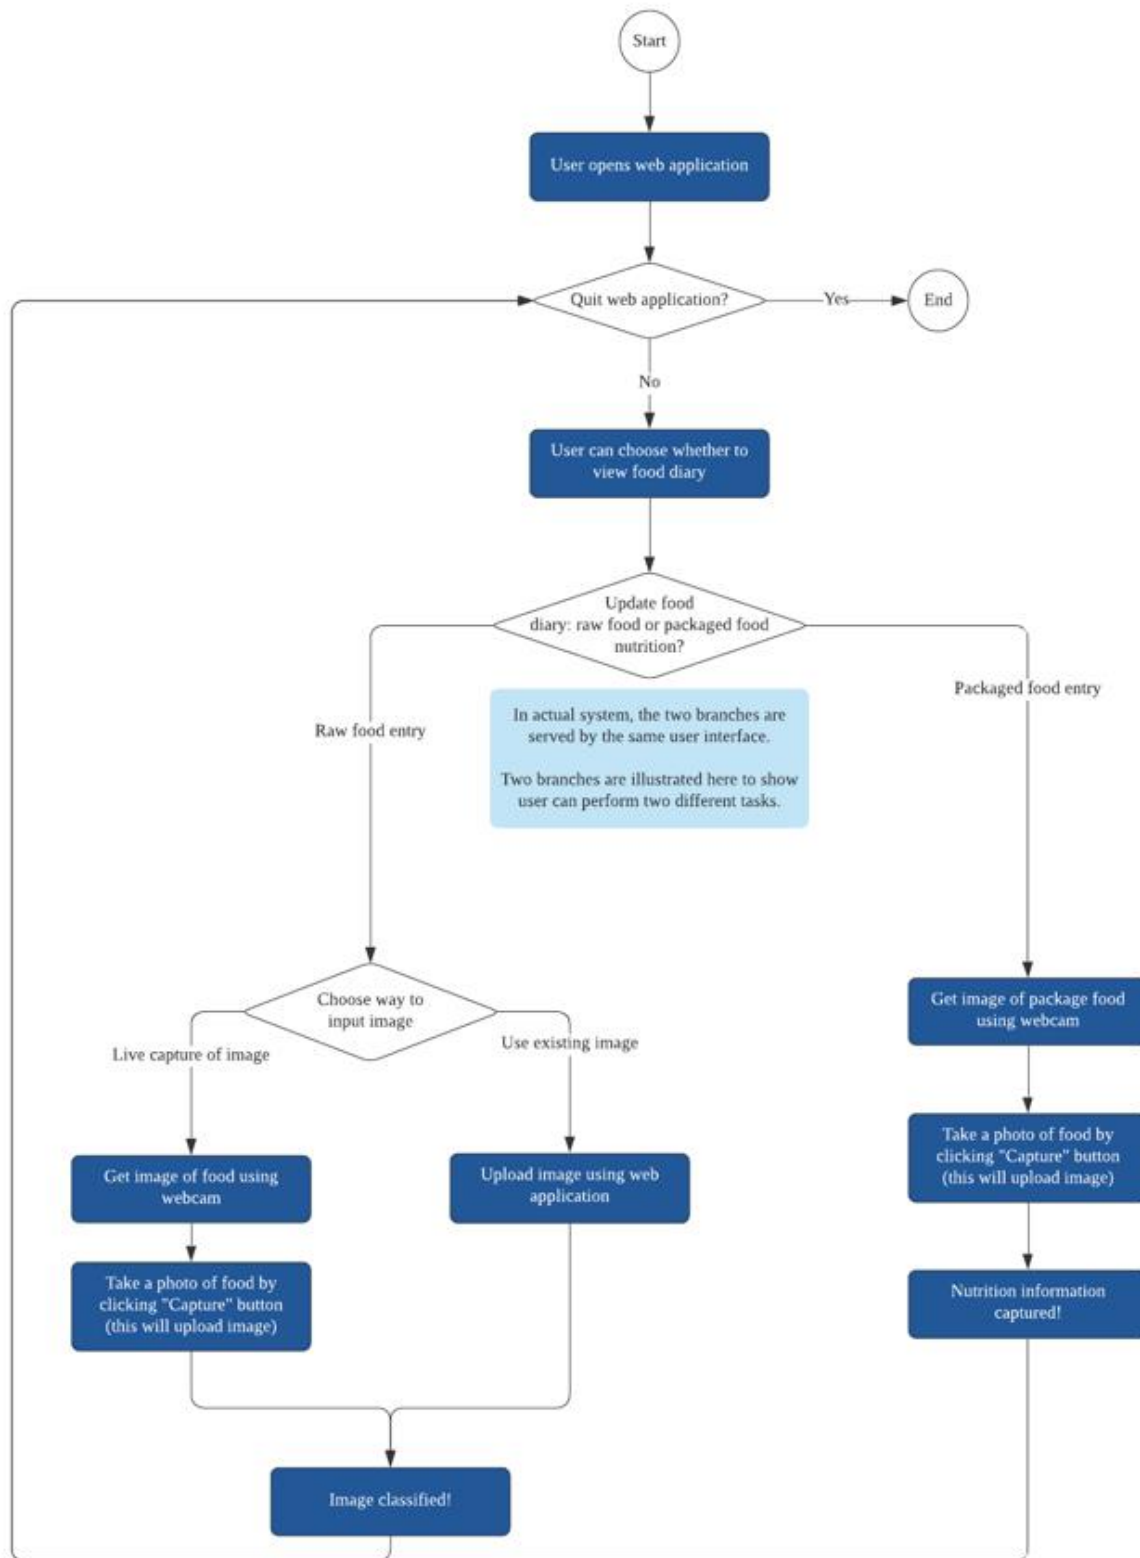 Start
User opens web application
Quit web application?
Yes
End
No
User can choose whether to
view food diary
Update food
diary: raw food or packaged food
nutrition?
In actual system, the two branches are
served by the same user interface.
Two branches are illustrated here to show
user can perform two different tasks.
Raw food entry
Packaged food entry
Choose way to
input image
Live capture of image
Use existing image
Get image of food using
webcam
Take a photo of food by
clicking "Capture" button
(this will upload image)
Upload image using web
application
Image classified!
Get image of package food
using webcam
Take a photo of food by
clicking "Capture" button
(this will upload image)
Nutrition information
captured!